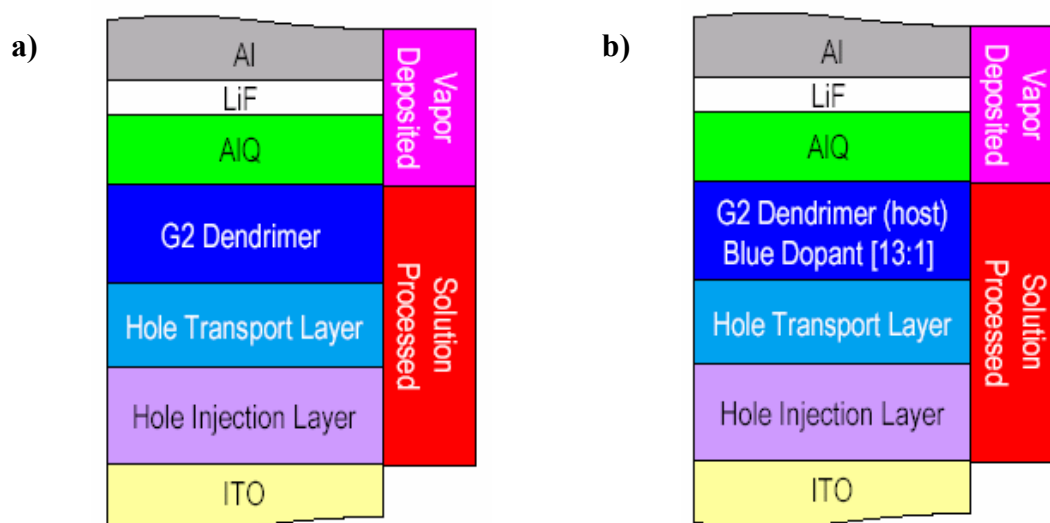 a)
Al
LiF
AlQ
G2 Dendrimer
Hole Transport Layer
Hole Injection Layer
ITO
Vapor
Deposited
Solution
Processed
b)
Al
LiF
AlQ
G2 Dendrimer (host)
Blue Dopant [13:1]
Hole Transport Layer
Hole Injection Layer
ITO
Vapor
Deposited
Solution
Processed